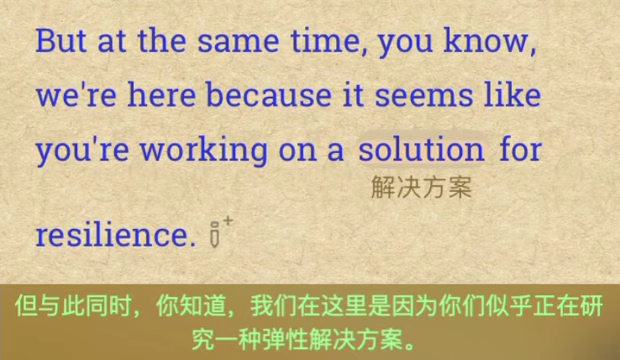 But at the same time, you know,
we're here because it seems like
you're working on a solution for
解决方案
resilience.
但与此同时，你知道，我们在这里是因为你们似乎正在研
究一种弹性解决方案。